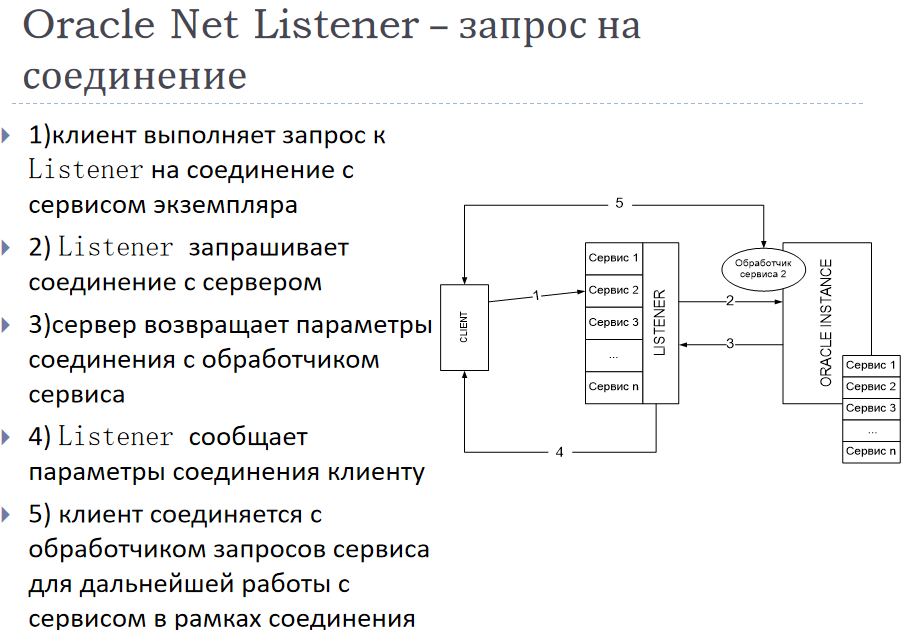 Oracle Net Listener – запрос на
соединение
1)клиент выполняет запрос к
Listener на соединение с
сервисом экземпляра
2) Listener запрашивает
соединение с сервером
3)сервер возвращает параметры
соединения с обработчиком
сервиса
4) Listener сообщает
параметры соединения клиенту
5) клиент соединяется с
обработчиком запросов сервиса
для дальнейшей работы с
сервисом в рамках соединения
5
CLIENT
1
Сервис 1
Сервис 2
Сервис 3
...
Сервис n
LISTENER
2
3
4
Обработчик
сервиса 2
ORACLE INSTANCE
Сервис 1
Сервис 2
Сервис 3
...
Сервис n